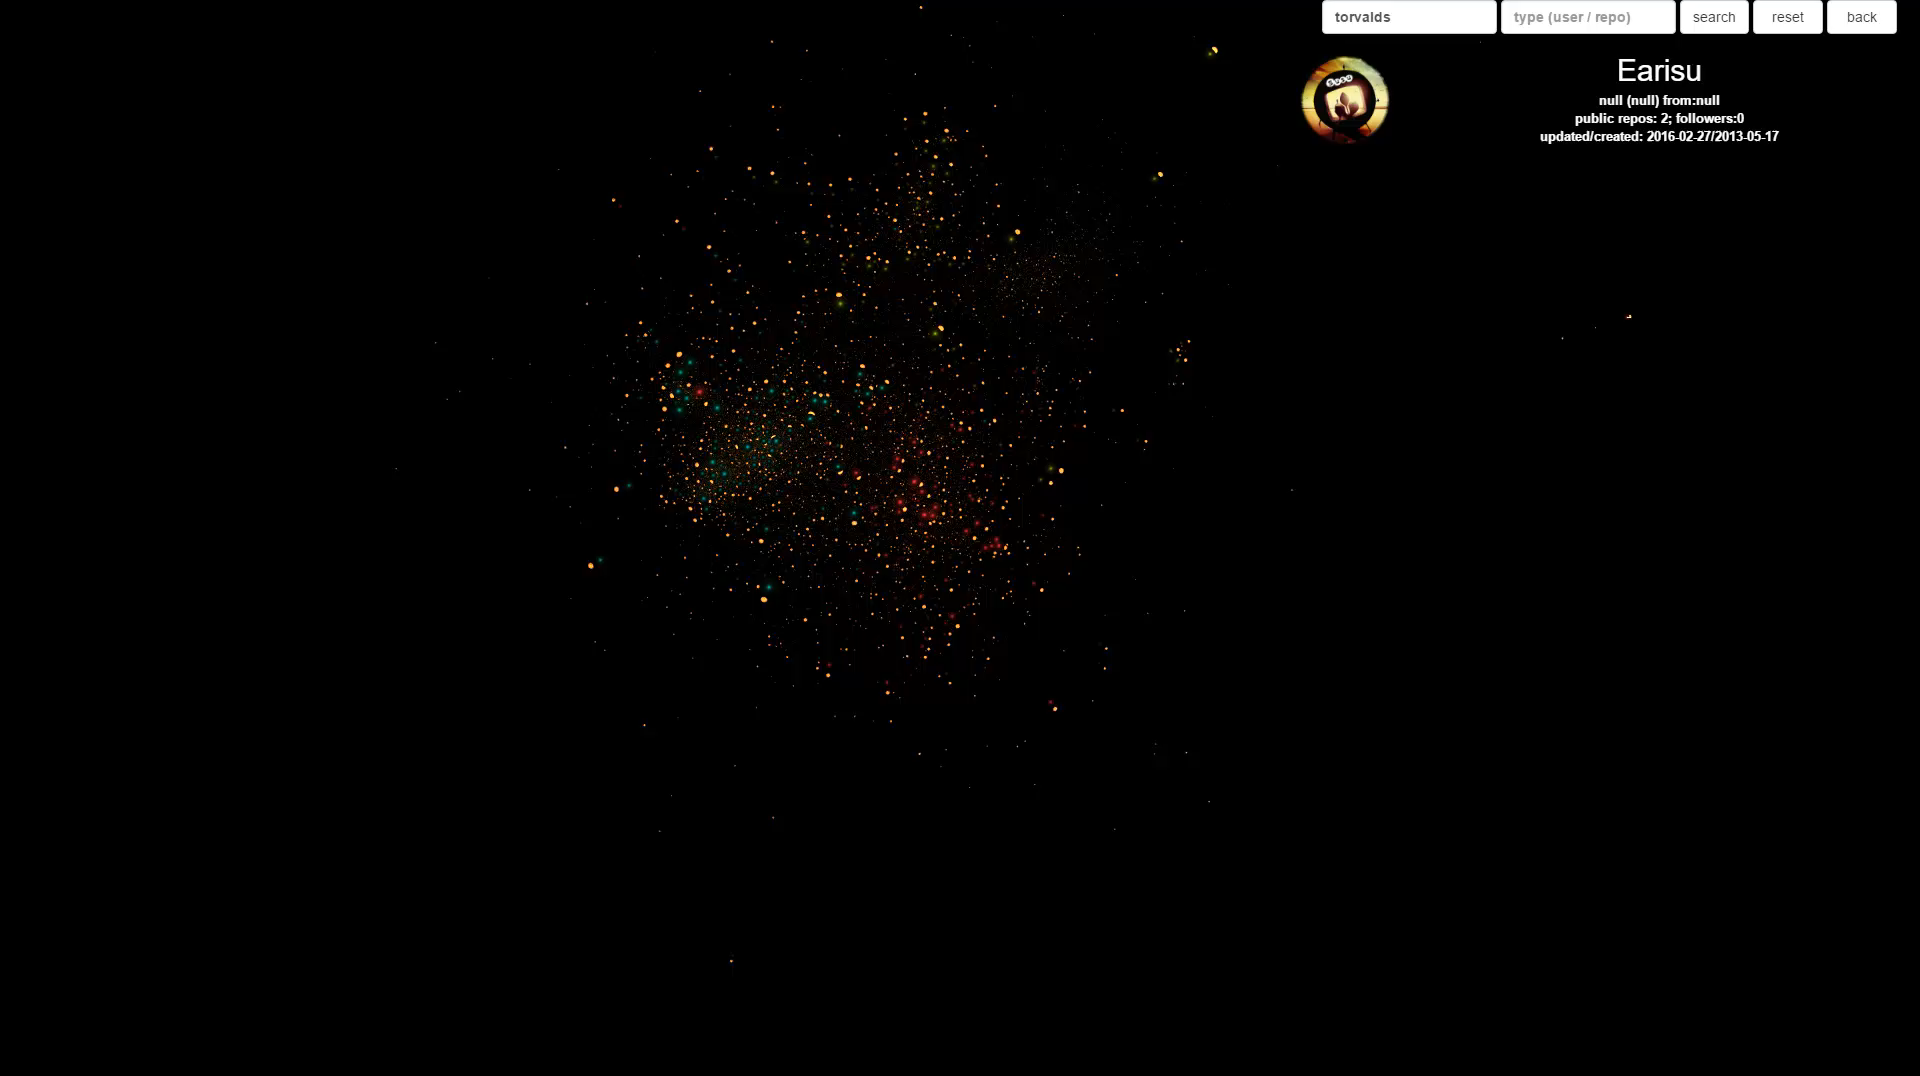 torvalds type (user / repo) search reset back
Earisu
null (null) from:null
public repos: 2; followers:0
updated/created: 2016-02-27/2013-05-17